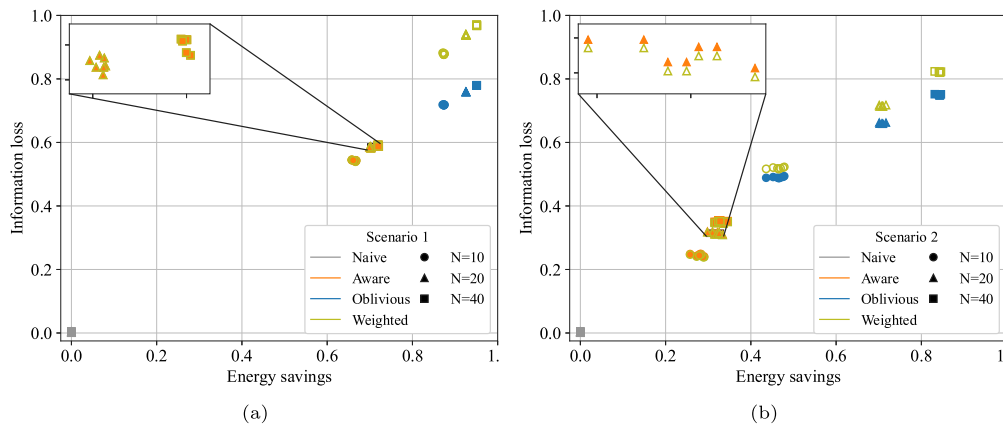 1.0
0.8
0.6
0.4
0.2
0.0
Information loss
0.0 0.2 0.4 0.6 0.8 1.
Energy savings
Scenario 1
Naive N=10
Aware N=20
Oblivious N=40
Weighted
(a)
1.0
0.8
0.6
0.4
0.2
0.0
Information loss
0.0 0.2 0.4 0.6 0.8 1.
Energy savings
Scenario 2
Naive N=10
Aware N=20
Oblivious N=40
Weighted
(b)